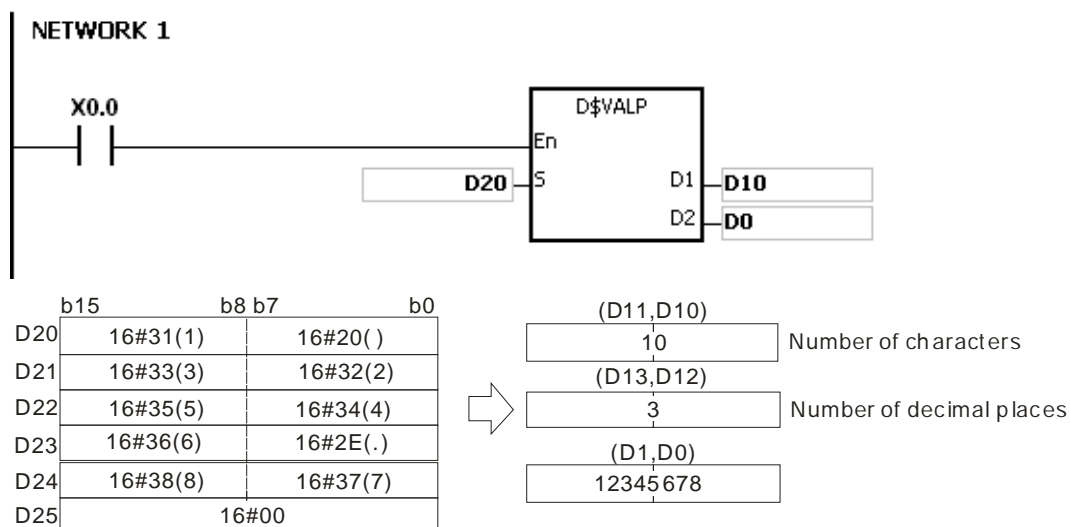 NETWORK 1
X0.0
D$VALP
En
D20 S D1 D10
D2 D0
b15 b8 b7 b0
D20 16#31(1) 16#20( )
D21 16#33(3) 16#32(2)
D22 16#35(5) 16#34(4)
D23 16#36(6) 16#2E(.)
D24 16#38(8) 16#37(7)
D25 16#00
(D11,D10)
10 Number of characters
(D13,D12)
3 Number of decimal places
(D1,D0)
12345678